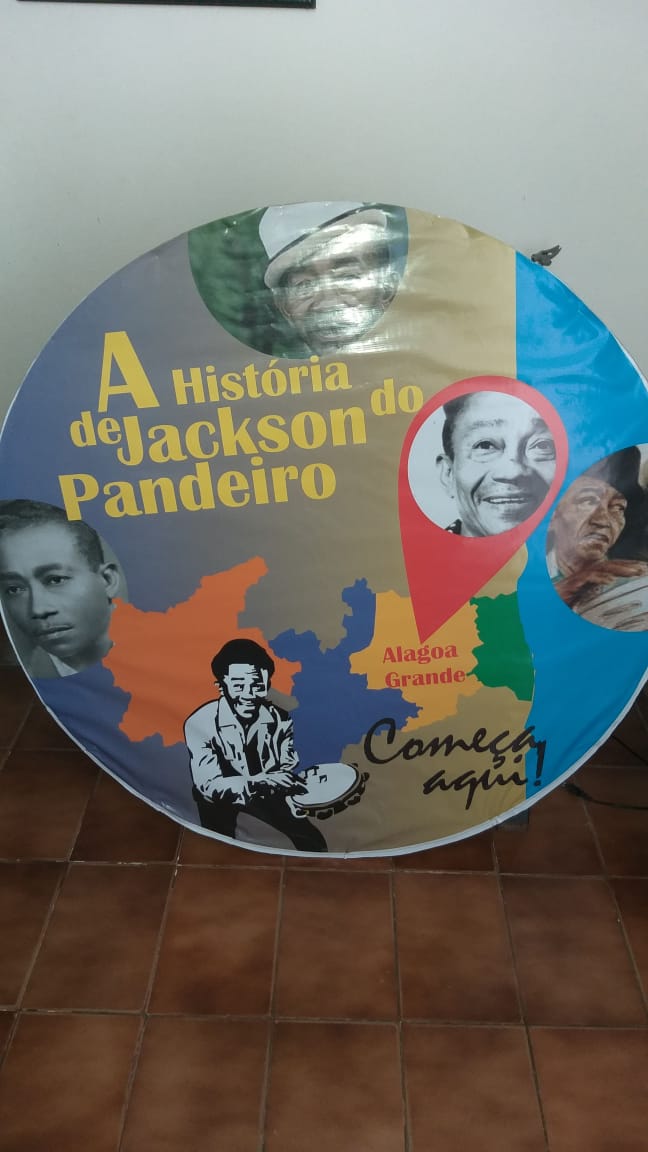 A História
de Jackson do
Pandeiro
Alagoa
Grande
Começa
aqui!